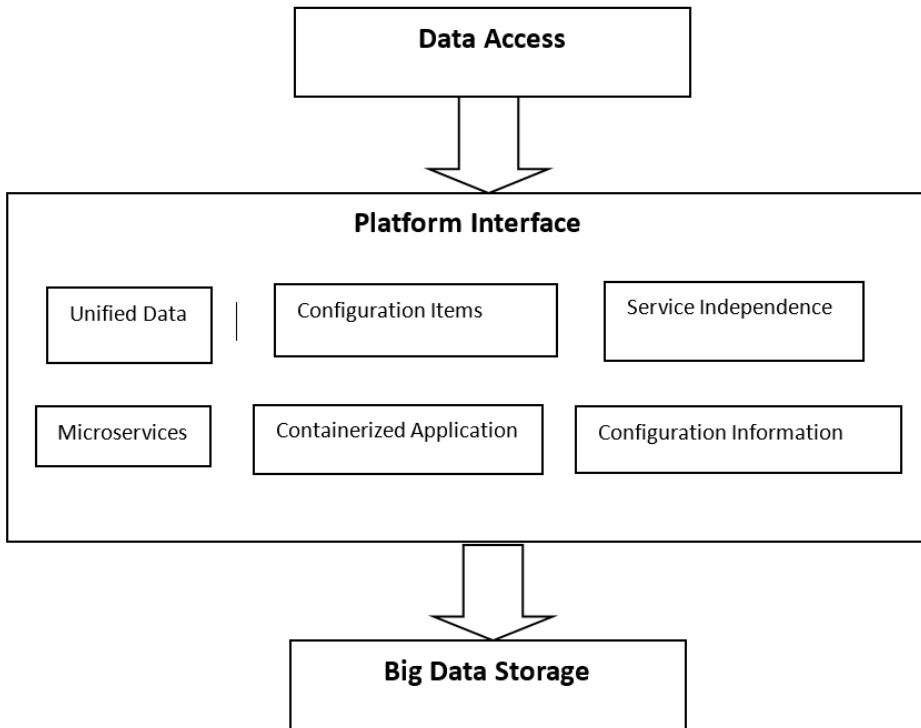 Data Access
Platform Interface
Unified Data
Configuration Items
Service Independence
Microservices
Containerized Application
Configuration Information
Big Data Storage